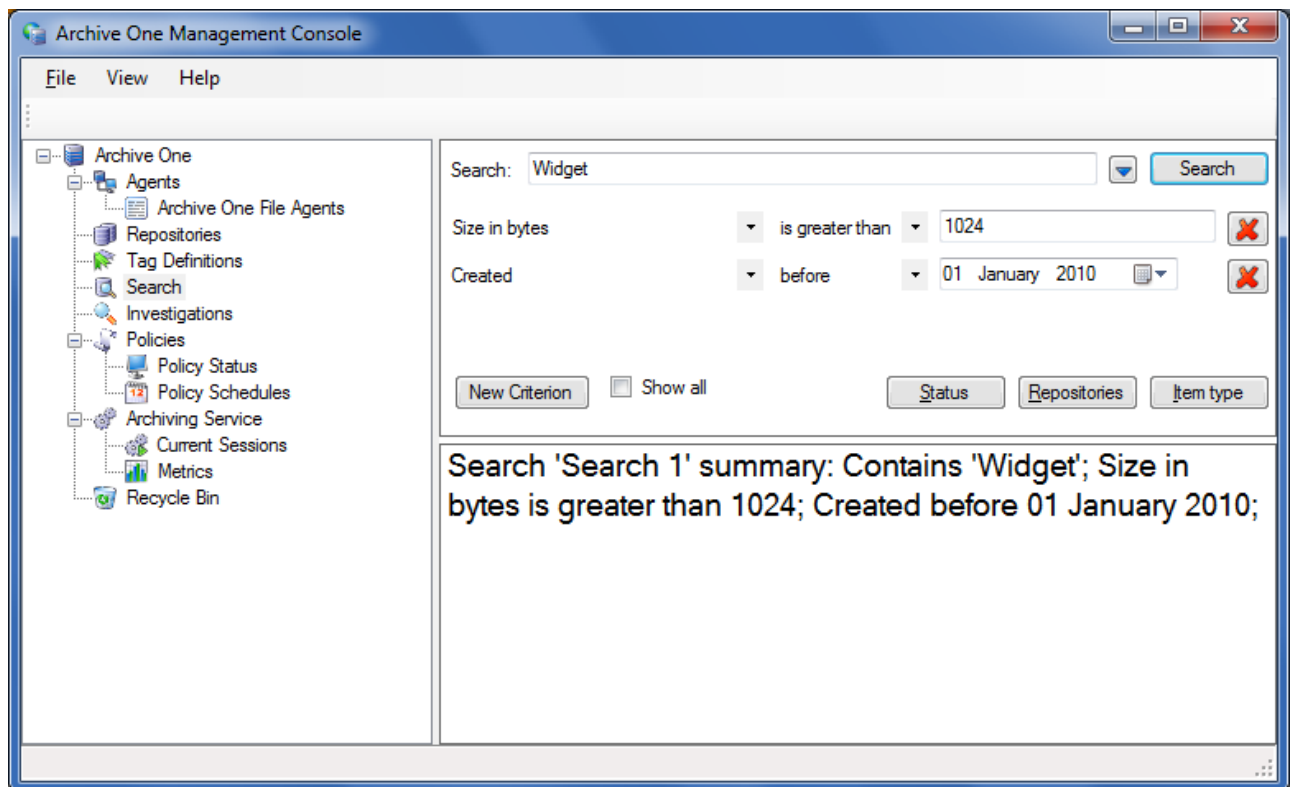 Archive One Management Console
File View Help
Archive One
Agents
Archive One File Agents
Repositories
Tag Definitions
Search
Investigations
Policies
Policy Status
12
Policy Schedules
Archiving Service
Current Sessions
Metrics
Recycle Bin
Search: Widget Search
Size in bytes is greater than 1024
Created before 01 January 2010
New Criterion Show all Status Repositories Item type
Search 'Search 1' summary: Contains 'Widget'; Size in
bytes is greater than 1024; Created before 01 January 2010;